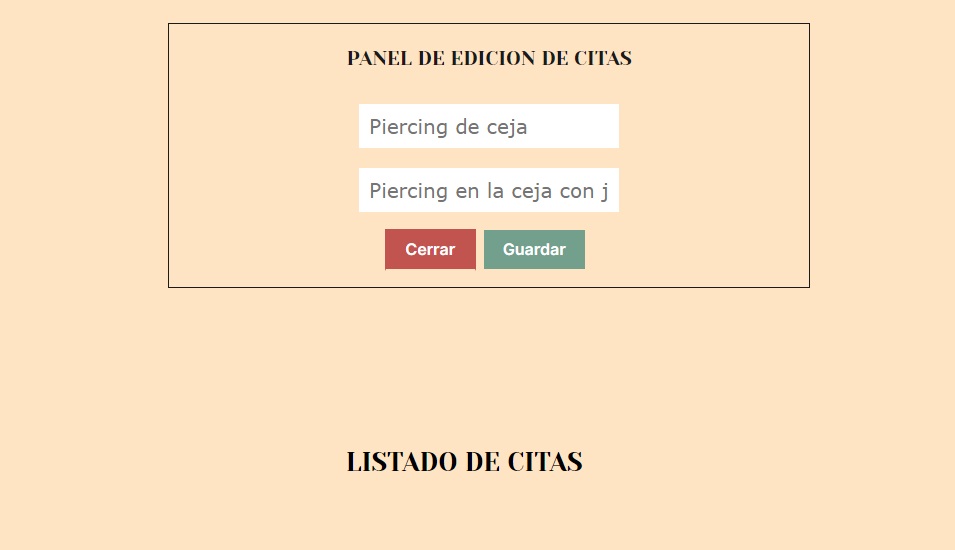 PANEL DE EDICION DE CITAS
Piercing de ceja
Piercing en la ceja con j
Cerrar Guardar
LISTADO DE CITAS